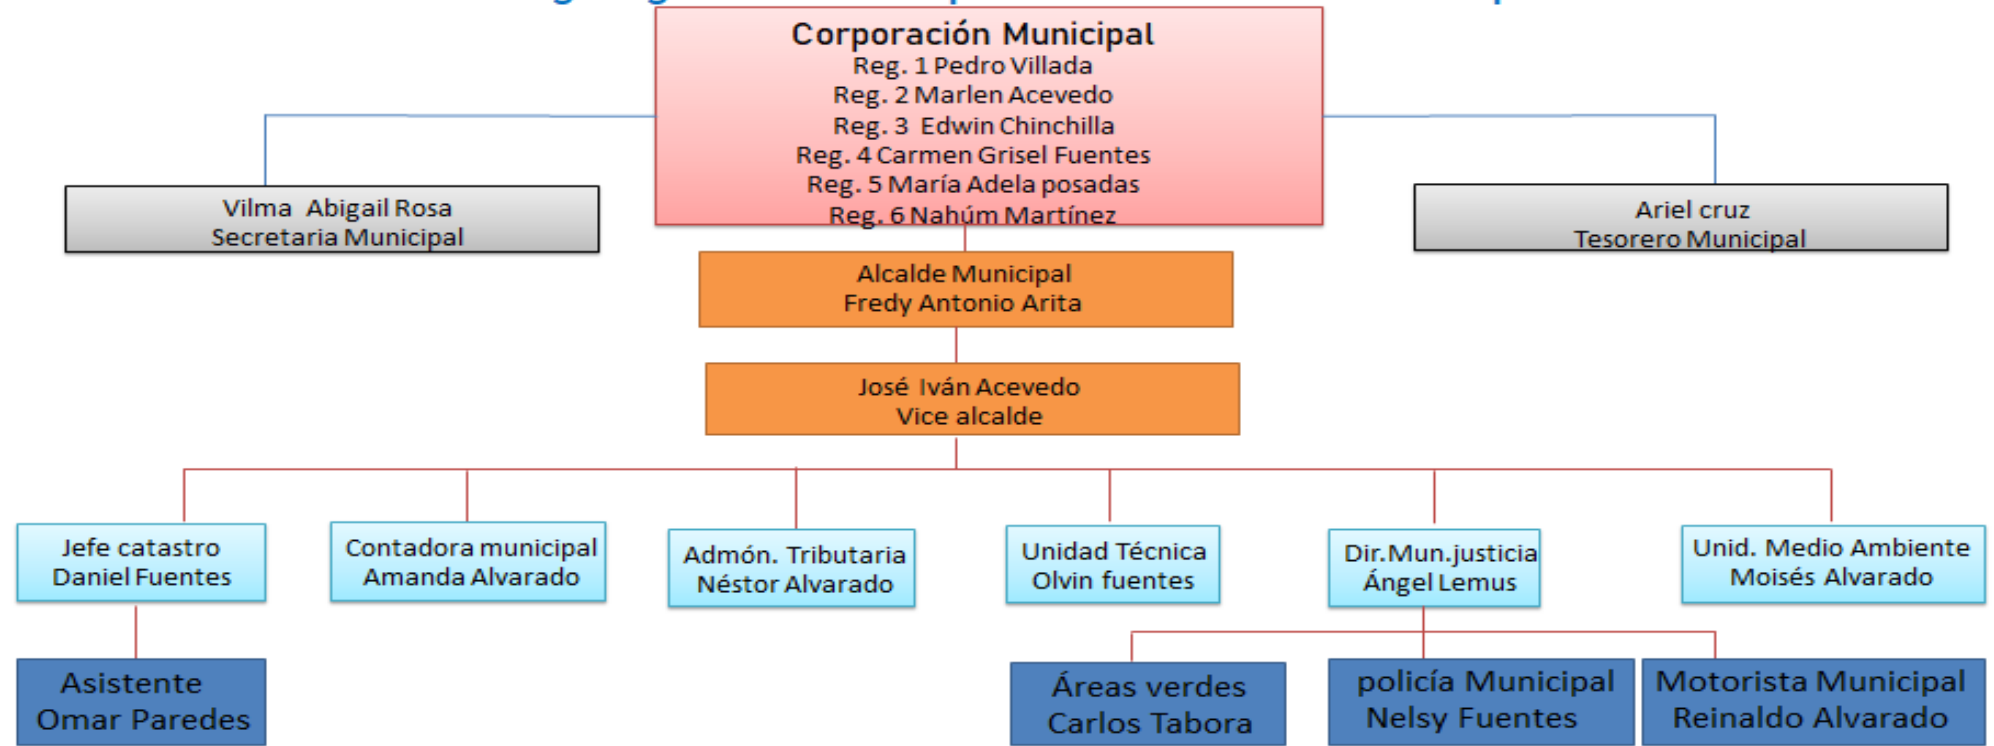 Corporación Municipal
Reg. 1 Pedro Villada
Reg. 2 Marlen Acevedo
Reg. 3 Edwin Chinchilla
Reg. 4 Carmen Grisel Fuentes
Reg. 5 María Adela posadas
Reg. 6 Nahúm Martínez
Vilma Abigail Rosa
Secretaria Municipal
Ariel cruz
Tesorero Municipal
Alcalde Municipal
Fredy Antonio Arita
José Iván Acevedo
Vice alcalde
Jefe catastro
Daniel Fuentes
Contadora municipal
Amanda Alvarado
Admón. Tributaria
Néstor Alvarado
Unidad Técnica
Olvin fuentes
Dir.Mun.justicia
Ángel Lemus
Unid. Medio Ambiente
Moisés Alvarado
Asistente
Omar Paredes
Áreas verdes
Carlos Tabora
policía Municipal
Nelsy Fuentes
Motorista Municipal
Reinaldo Alvarado